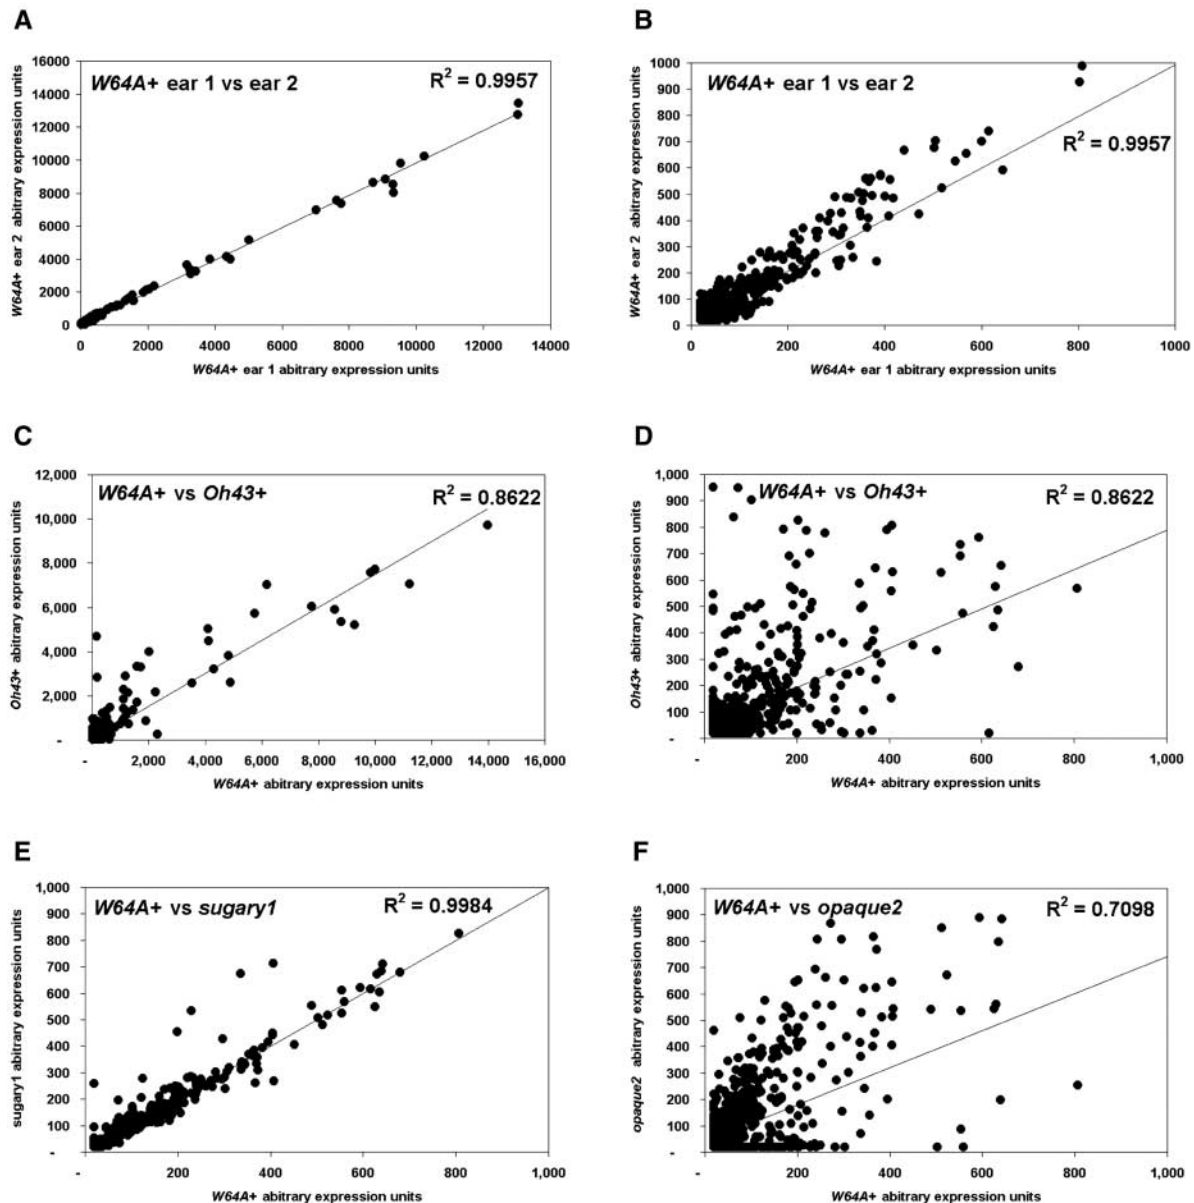 A
W64A+ ear 1 vs ear 2
R² = 0.9957
W64A+ ear 2 abitrary expression units
16000
14000
12000
10000
8000
6000
4000
2000
0
0 2000 4000 6000 8000 10000 12000 14000
W64A+ ear 1 abitrary expression units
B
W64A+ ear 1 vs ear 2
R² = 0.9957
W64A+ ear 2 abitrary expression units
1000
900
800
700
600
500
400
300
200
100
0
0 200 400 600 800 1000
W64A+ ear 1 abitrary expression units
C
W64A+ vs Oh43+
R² = 0.8622
Oh43+ abitrary expression units
12,000
10,000
8,000
6,000
4,000
2,000
-
- 2,000 4,000 6,000 8,000 10,000 12,000 14,000 16,000
W64A+ abitrary expression units
D
W64A+ vs Oh43+
R² = 0.8622
Oh43+ abitrary expression units
1,000
900
800
700
600
500
400
300
200
100
-
- 200 400 600 800 1,000
W64A+ abitrary expression units
E
W64A+ vs sugary1
R² = 0.9984
sugary1 abitrary expression units
1,000
900
800
700
600
500
400
300
200
100
-
- 200 400 600 800 1,000
W64A+ abitrary expression units
F
W64A+ vs opaque2
R² = 0.7098
opaque2 abitrary expression units
1,000
900
800
700
600
500
400
300
200
100
-
- 200 400 600 800 1,000
W64A+ abitrary expression units